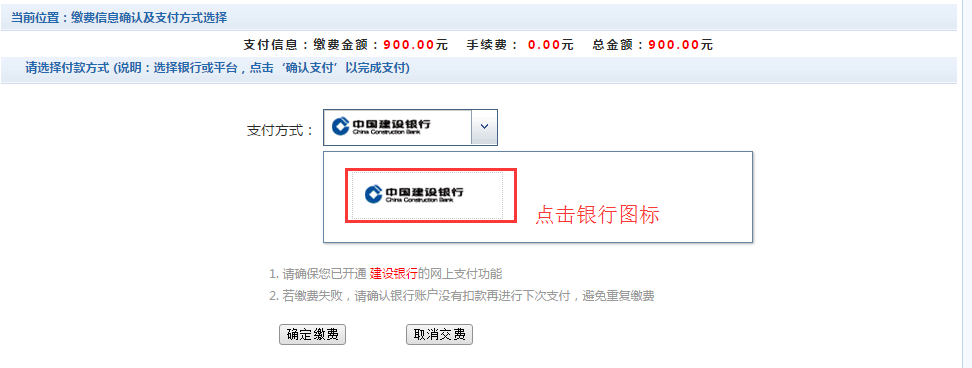 当前位置：缴费信息确认及支付方式选择
支付信息：缴费金额：900.00元 手续费： 0.00元 总金额：900.00元
请选择付款方式 (说明：选择银行或平台，点击‘确认支付’以完成支付)
支付方式： 中国建设银行
China Construction Bank
中国建设银行
China Construction Bank
点击银行图标
1. 请确保您已开通 建设银行的网上支付功能
2. 若缴费失败，请确认银行账户没有扣款再进行下次支付，避免重复缴费
确定缴费 取消交费